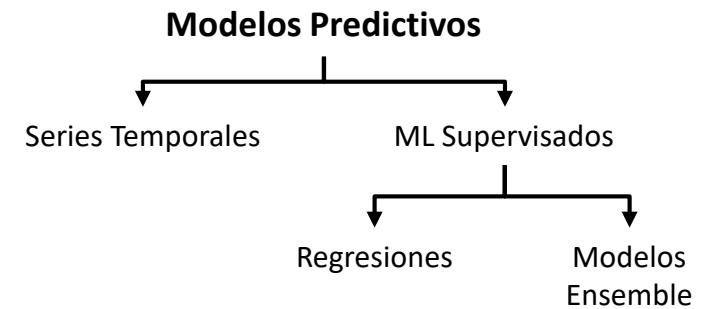 Modelos Predictivos
Series Temporales
ML Supervisados
Regresiones
Modelos
Ensemble